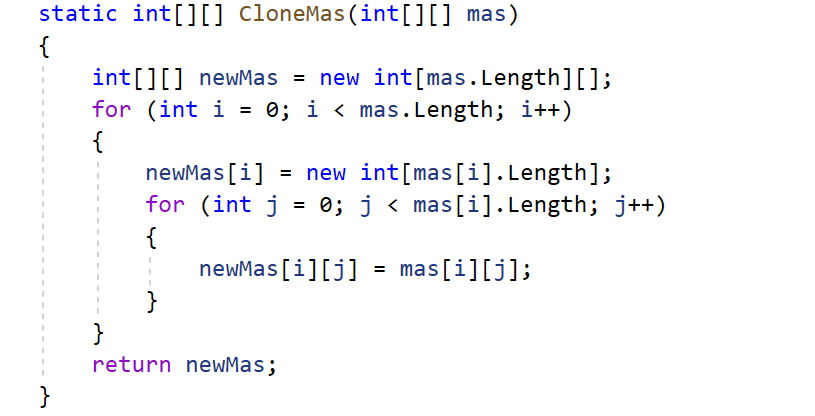 static int[][] CloneMas(int[][] mas)
{
    int[][] newMas = new int[mas.Length][];
    for (int i = 0; i < mas.Length; i++)
    {
        newMas[i] = new int[mas[i].Length];
        for (int j = 0; j < mas[i].Length; j++)
        {
            newMas[i][j] = mas[i][j];
        }
    }
    return newMas;
}